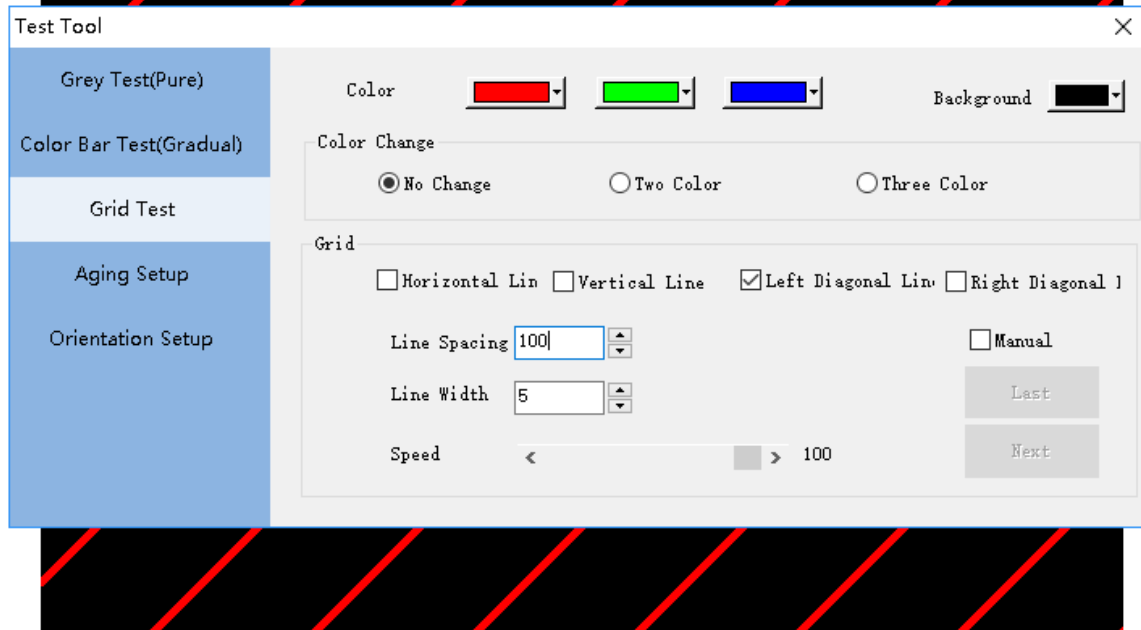 Test Tool
Grey Test(Pure)
Color Bar Test(Gradual)
Grid Test
Aging Setup
Orientation Setup
Color
Background
Color Change
No Change
Two Color
Three Color
Grid
Horizontal Lin
Vertical Line
Left Diagonal Lin
Right Diagonal l
Line Spacing 100
Manual
Line Width 5
Last
Speed 100
Next